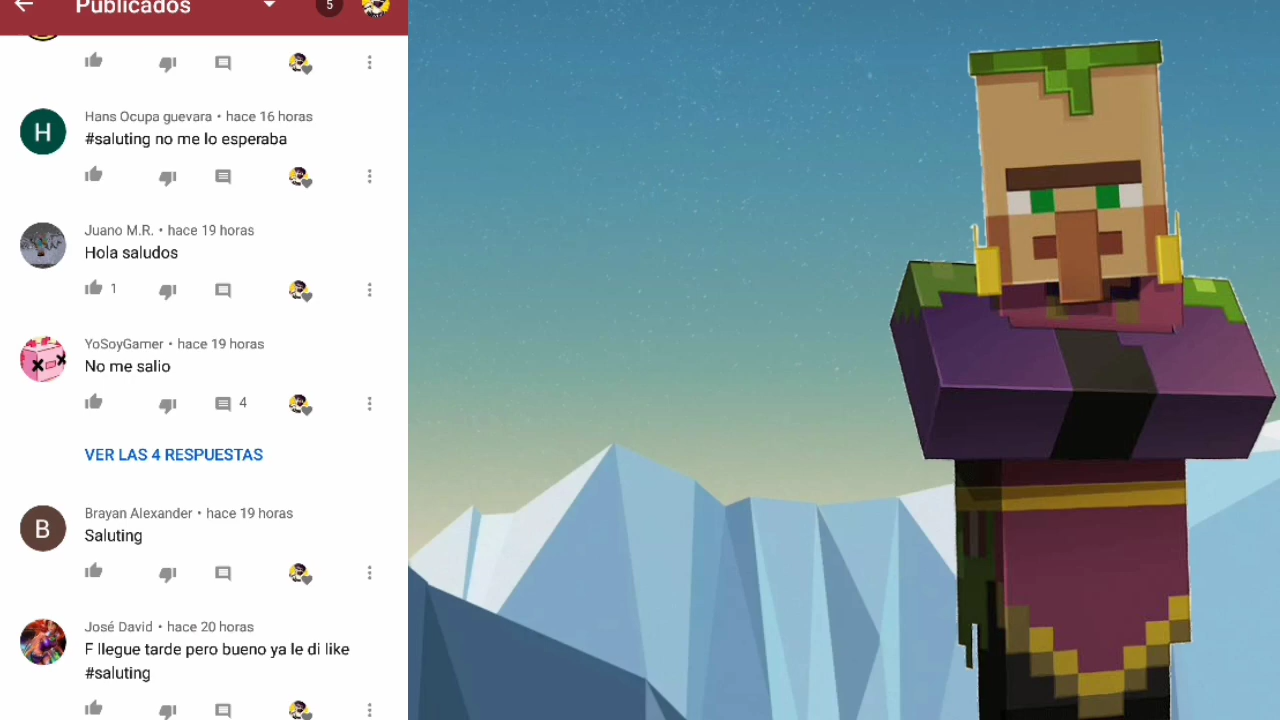 Publicados
5
H
Hans Ocupa guevara • hace 16 horas
#saluting no me lo esperaba
Juano M.R. • hace 19 horas
Hola saludos
1
YoSoyGamer • hace 19 horas
No me salio
4
VER LAS 4 RESPUESTAS
B
Brayan Alexander • hace 19 horas
Saluting
José David • hace 20 horas
F llegue tarde pero bueno ya le di like
#saluting